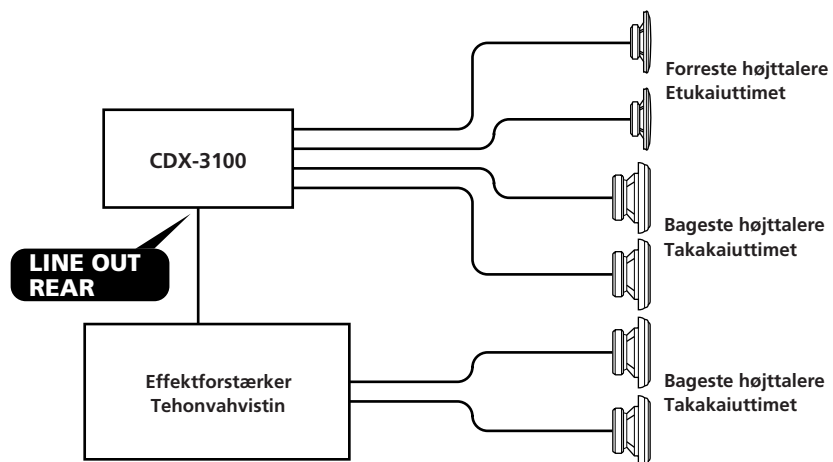 Forreste højttalere
Etukaiuttimet
CDX-3100
Bageste højttalere
Takakaiuttimet
LINE OUT
REAR
Effektforstærker
Tehonvahvistin
Bageste højttalere
Takakaiuttimet